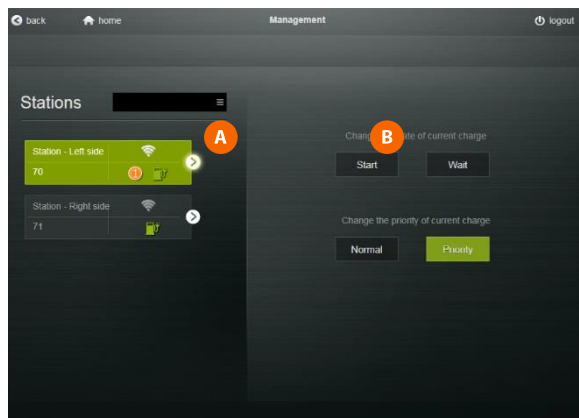 back
home
Management
logout
Stations
A
Station - Left side
70
Station - Right side
71
B
Chang te of current charge
Start
Wait
Change the priority of current charge
Normal
Priority